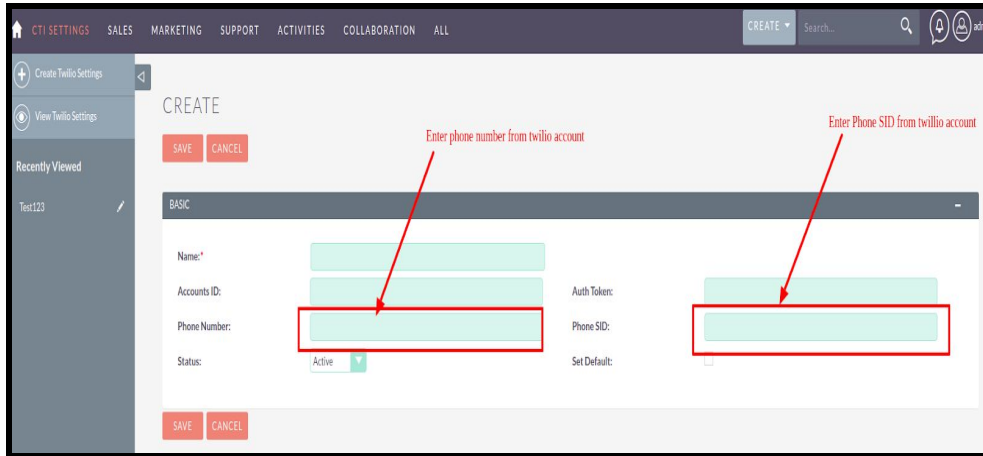 CTI SETTINGS SALES MARKETING SUPPORT ACTIVITIES COLLABORATION ALL CREATE Search...
Create Twilio Settings
View Twilio Settings
Recently Viewed
Test123
CREATE
SAVE CANCEL
Enter phone number from twilio account
Enter Phone SID from twillio account
BASIC
Name:*
Accounts ID: Auth Token:
Phone Number: Phone SID:
Status: Active Set Default:
SAVE CANCEL